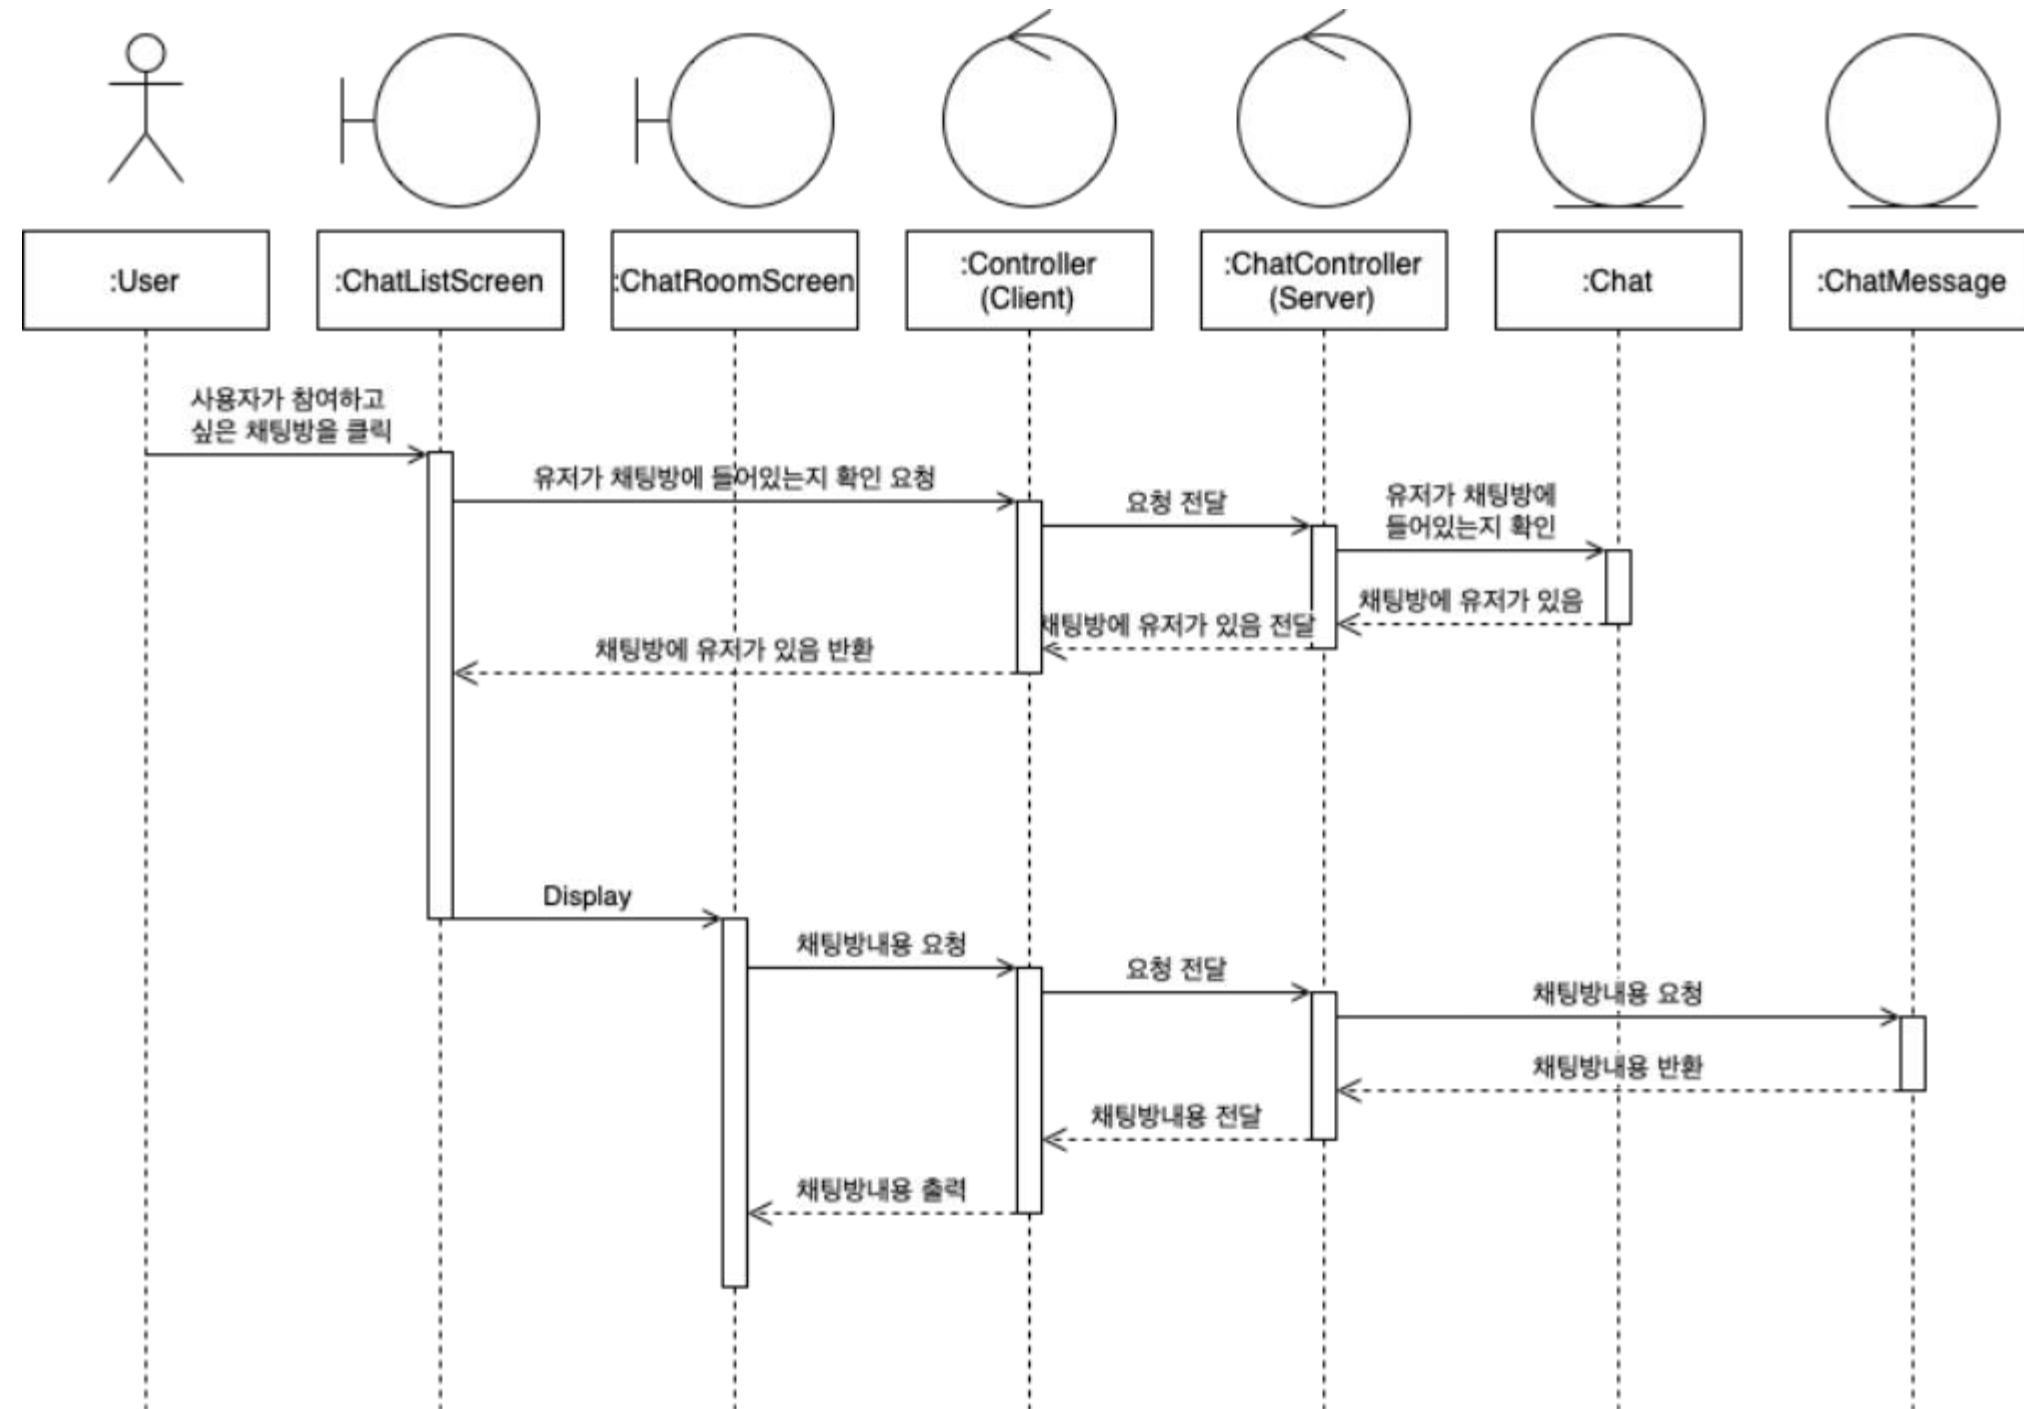 :User
:ChatListScreen
:ChatRoomScreen
:Controller
(Client)
:ChatController
(Server)
:Chat
:ChatMessage
사용자가 참여하고
싶은 채팅방을 클릭
유저가 채팅방에 들어있는지 확인 요청
요청 전달
유저가 채팅방에
들어있는지 확인
채팅방에 유저가 있음
채팅방에 유저가 있음 전달
채팅방에 유저가 있음 반환
Display
채팅방내용 요청
요청 전달
채팅방내용 요청
채팅방내용 반환
채팅방내용 전달
채팅방내용 출력